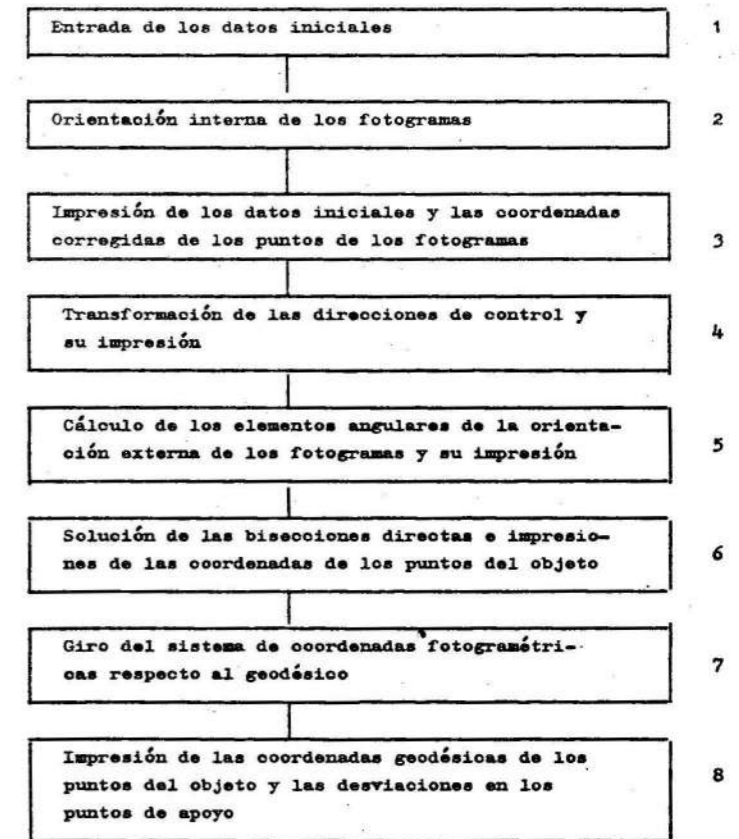 Entrada de los datos iniciales 1
Orientación interna de los fotogramas 2
Impresión de los datos iniciales y las coordenadas
corregidas de los puntos de los fotogramas 3
Transformación de las direcciones de control y
su impresión 4
Cálculo de los elementos angulares de la orienta-
ción externa de los fotogramas y su impresión 5
Solución de las bisecciones directas e impresio-
nes de las coordenadas de los puntos del objeto 6
Giro del sistema de coordenadas fotogramétri-
cas respecto al geodésico 7
Impresión de las coordenadas geodésicas de los
puntos del objeto y las desviaciones en los 8
puntos de apoyo